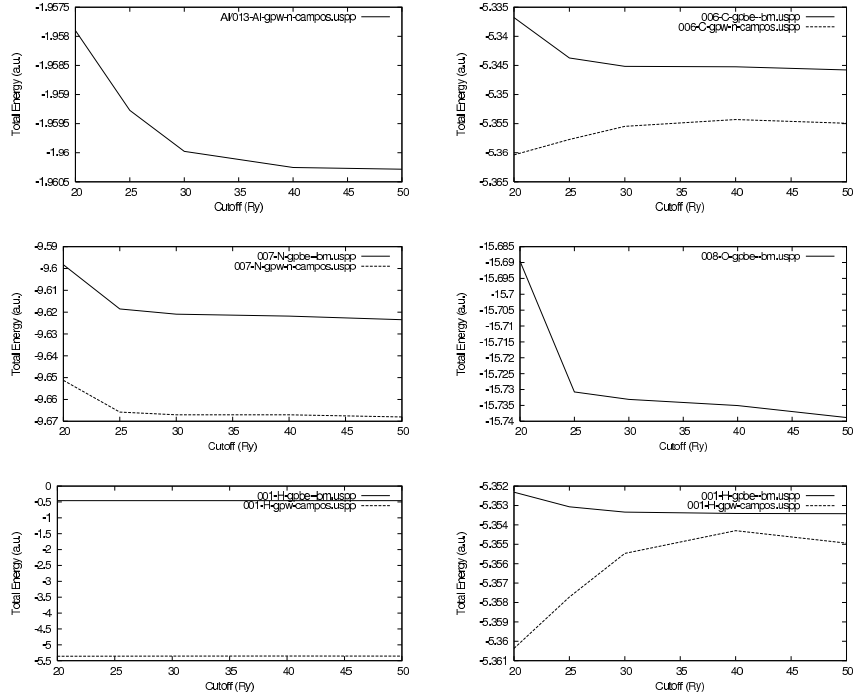 -1.9575
-1.958
-1.9585
-1.959
-1.9595
-1.96
-1.9605
20 25 30 35 40 45 50
Cutoff (Ry)
Total Energy (a.u.)
Al/013-Al-gpw-n-campos.uspp
-5.335
-5.34
-5.345
-5.35
-5.355
-5.36
-5.365
20 25 30 35 40 45 50
Cutoff (Ry)
Total Energy (a.u.)
006-C-gpbe--bm.uspp
006-C-gpw-n-campos.uspp
-9.59
-9.6
-9.61
-9.62
-9.63
-9.64
-9.65
-9.66
-9.67
20 25 30 35 40 45 50
Cutoff (Ry)
Total Energy (a.u.)
007-N-gpbe--bm.uspp
007-N-gpw-n-campos.uspp
-15.685
-15.69
-15.695
-15.7
-15.705
-15.71
-15.715
-15.72
-15.725
-15.73
-15.735
-15.74
20 25 30 35 40 45 50
Cutoff (Ry)
Total Energy (a.u.)
008-O-gpbe--bm.uspp
0
-0.5
-1
-1.5
-2
-2.5
-3
-3.5
-4
-4.5
-5
-5.5
20 25 30 35 40 45 50
Cutoff (Ry)
Total Energy (a.u.)
001-H-gpbe--bm.uspp
001-H-gpw-campos.uspp
-5.352
-5.353
-5.354
-5.355
-5.356
-5.357
-5.358
-5.359
-5.36
-5.361
20 25 30 35 40 45 50
Cutoff (Ry)
Total Energy (a.u.)
001-H-gpbe--bm.uspp
001-H-gpw-campos.uspp